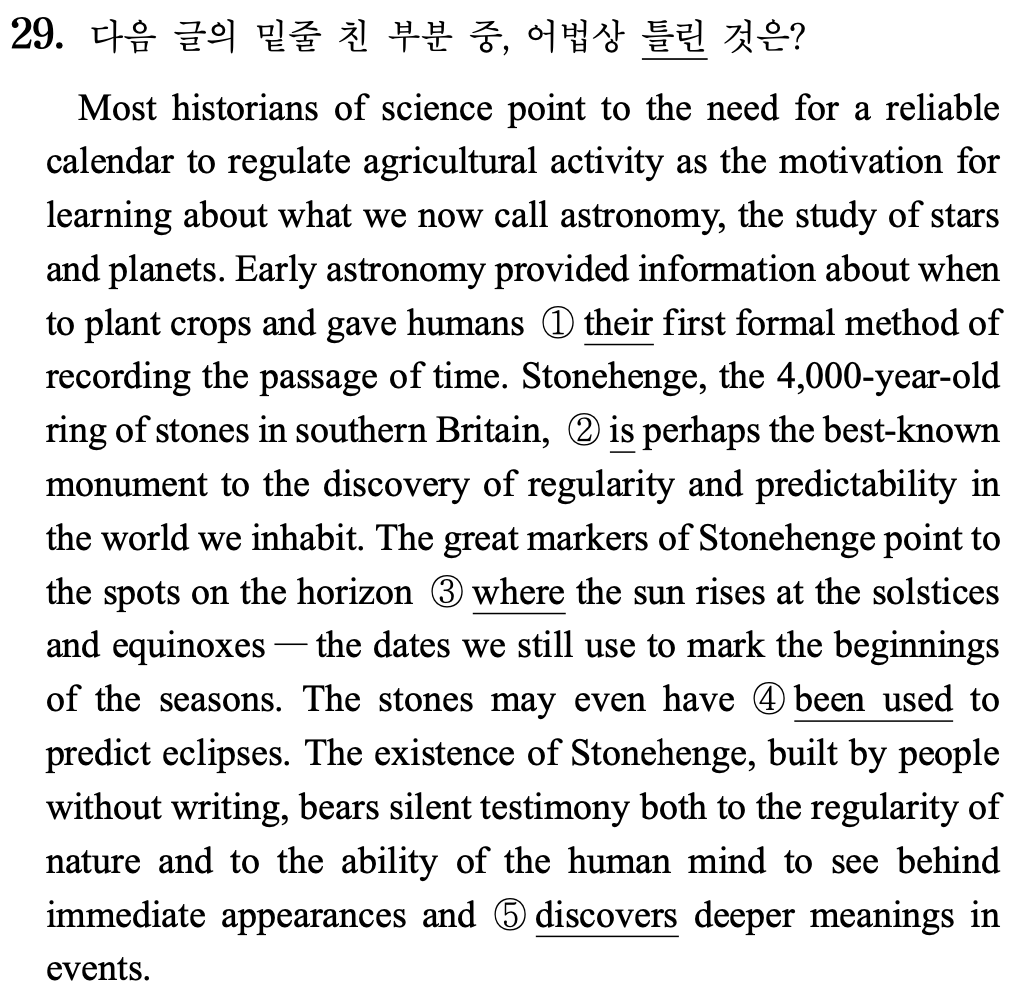 29. 다음 글의 밑줄 친 부분 중, 어법상 틀린 것은?
Most historians of science point to the need for a reliable
calendar to regulate agricultural activity as the motivation for
learning about what we now call astronomy, the study of stars
and planets. Early astronomy provided information about when
to plant crops and gave humans ① their first formal method of
recording the passage of time. Stonehenge, the 4,000-year-old
ring of stones in southern Britain, ② is perhaps the best-known
monument to the discovery of regularity and predictability in
the world we inhabit. The great markers of Stonehenge point to
the spots on the horizon ③ where the sun rises at the solstices
and equinoxes — the dates we still use to mark the beginnings
of the seasons. The stones may even have ④ been used to
predict eclipses. The existence of Stonehenge, built by people
without writing, bears silent testimony both to the regularity of
nature and to the ability of the human mind to see behind
immediate appearances and ⑤ discovers deeper meanings in
events.